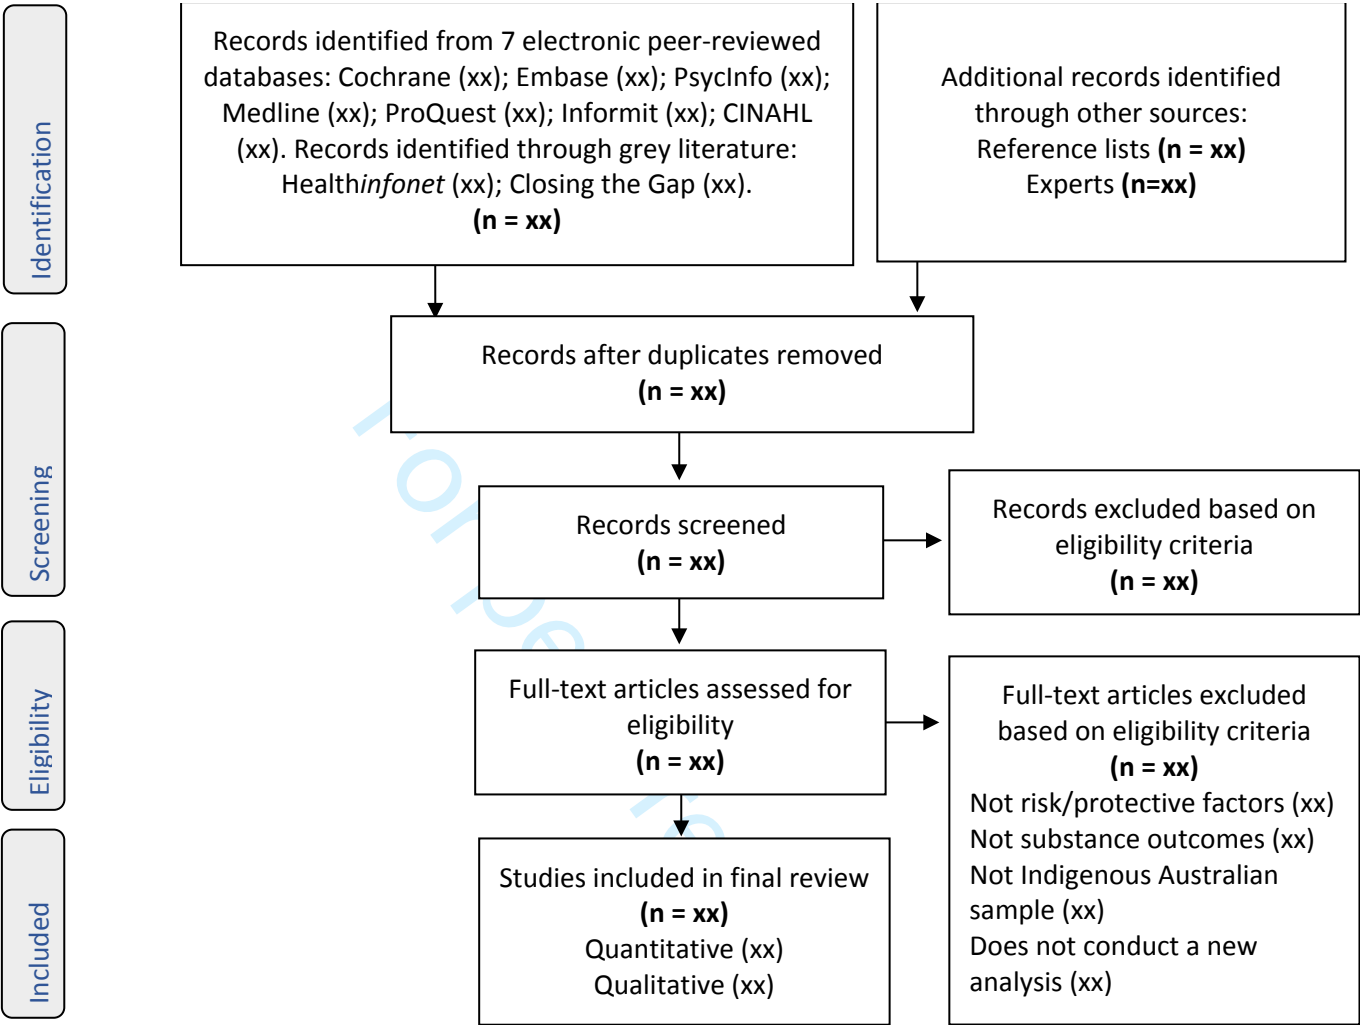 Identification
Records identified from 7 electronic peer-reviewed
databases: Cochrane (xx); Embase (xx); PsycInfo (xx);
Medline (xx); ProQuest (xx); Informit (xx); CINAHL
(xx). Records identified through grey literature:
Healthinfonet (xx); Closing the Gap (xx).
(n = xx)
Additional records identified
through other sources:
Reference lists (n = xx)
Experts (n=xx)
Screening
Records after duplicates removed
(n = xx)
Records screened
(n = xx)
Records excluded based on
eligibility criteria
(n = xx)
Eligibility
Full-text articles assessed for
eligibility
(n = xx)
Full-text articles excluded
based on eligibility criteria
(n = xx)
Not risk/protective factors (xx)
Not substance outcomes (xx)
Not Indigenous Australian
sample (xx)
Does not conduct a new
analysis (xx)
Included
Studies included in final review
(n = xx)
Quantitative (xx)
Qualitative (xx)